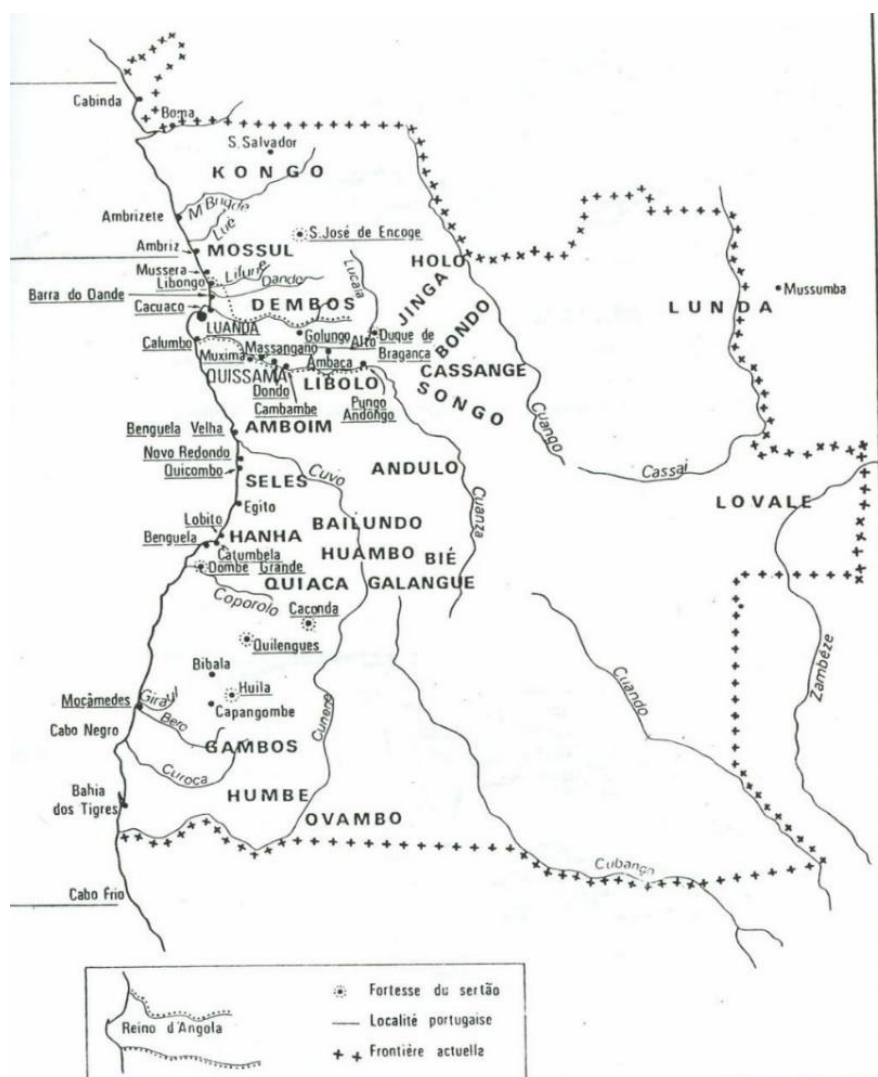 Cabinda
Boma
S. Salvador
KONGO
M'Brige
Ambrizete
Lué
S. José de Encoge
Ambriz
MOSSUL
HOLO
Mussera
Libongo
Lifune
Dande
Lucala
JINGA
Barra do Dande
DEMBOS
LUNDA
Mussumba
Cacuaco
LUANDA
Golungo Alto
Duque de
Bragança
BONDO
Calumbo
Muxima
Massangano
Ambaca
CASSANGE
QUISSAMA
LIBOLO
Dondo
Cambambe
Pungo
Andongo
SONGO
Cuango
Benguela Velha
AMBOIM
Novo Redondo
Quicombo
Cuvo
ANDULO
Cassai
SELES
Cuanza
LOVALE
Egito
Lobito
BAILUNDO
HANHA
Benguela
Catumbela
HUAMBO
BIÉ
Dombe Grande
QUIACA
GALANGUE
Coporolo
Caconda
Quilengues
Bibala
Zambéze
Huila
Cuando
Moçâmedes
Giraul
Capangombe
Bero
Cunene
Cabo Negro
GAMBOS
Curoca
Bahia
dos Tigres
HUMBE
OVAMBO
Cubango
Cabo Frio
Reino d'Angola
Fortesse du sertão
Localité portugaise
Frontière actuelle